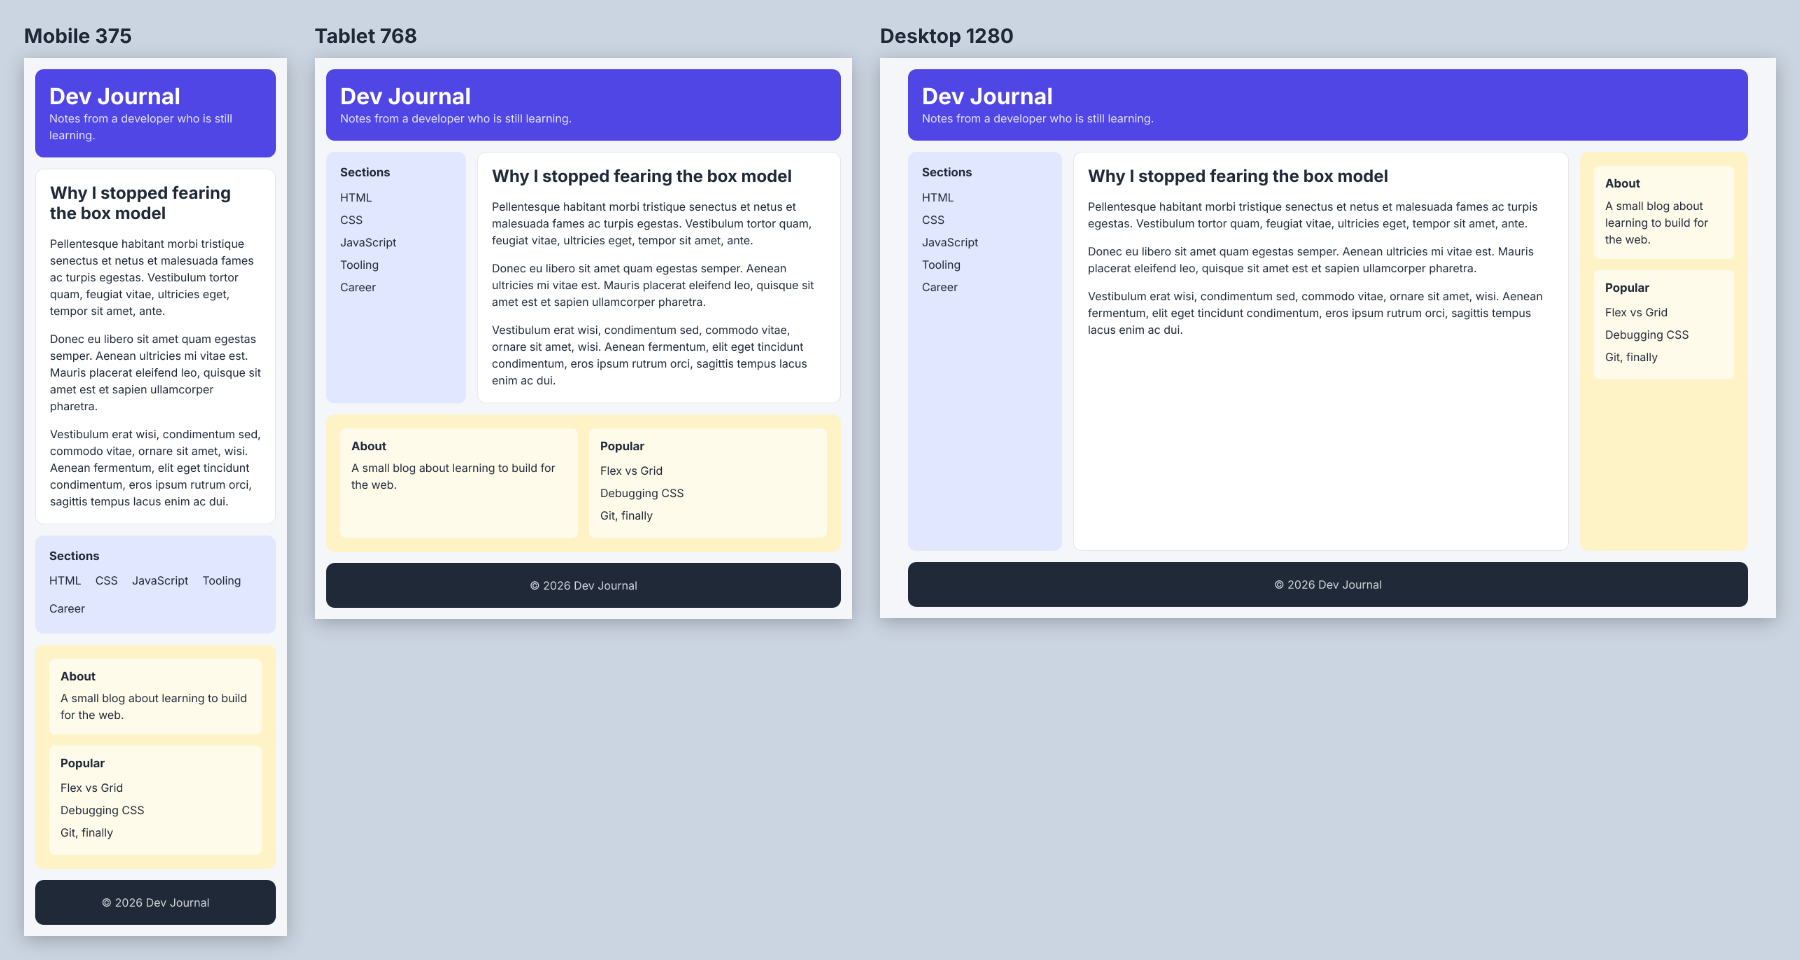 Mobile 375
Dev Journal
Notes from a developer who is still
learning.
Why I stopped fearing
the box model
Pellentesque habitant morbi tristique
senectus et netus et malesuada fames
ac turpis egestas. Vestibulum tortor
quam, feugiat vitae, ultricies eget,
tempor sit amet, ante.
Donec eu libero sit amet quam egestas
semper. Aenean ultricies mi vitae est.
Mauris placerat eleifend leo, quisque sit
amet est et sapien ullamcorper
pharetra.
Vestibulum erat wisi, condimentum sed,
commodo vitae, ornare sit amet, wisi.
Aenean fermentum, elit eget tincidunt
condimentum, eros ipsum rutrum orci,
sagittis tempus lacus enim ac dui.
Sections
HTML CSS JavaScript Tooling
Career
About
A small blog about learning to build
for the web.
Popular
Flex vs Grid
Debugging CSS
Git, finally
© 2026 Dev Journal
Tablet 768
Dev Journal
Notes from a developer who is still learning.
Sections
HTML
CSS
JavaScript
Tooling
Career
Why I stopped fearing the box model
Pellentesque habitant morbi tristique senectus et netus et
malesuada fames ac turpis egestas. Vestibulum tortor quam,
feugiat vitae, ultricies eget, tempor sit amet, ante.
Donec eu libero sit amet quam egestas semper. Aenean
ultricies mi vitae est. Mauris placerat eleifend leo, quisque sit
amet est et sapien ullamcorper pharetra.
Vestibulum erat wisi, condimentum sed, commodo vitae,
ornare sit amet, wisi. Aenean fermentum, elit eget tincidunt
condimentum, eros ipsum rutrum orci, sagittis tempus lacus
enim ac dui.
About
A small blog about learning to build for
the web.
Popular
Flex vs Grid
Debugging CSS
Git, finally
© 2026 Dev Journal
Desktop 1280
Dev Journal
Notes from a developer who is still learning.
Sections
HTML
CSS
JavaScript
Tooling
Career
Why I stopped fearing the box model
Pellentesque habitant morbi tristique senectus et netus et malesuada fames ac turpis
egestas. Vestibulum tortor quam, feugiat vitae, ultricies eget, tempor sit amet, ante.
Donec eu libero sit amet quam egestas semper. Aenean ultricies mi vitae est. Mauris
placerat eleifend leo, quisque sit amet est et sapien ullamcorper pharetra.
Vestibulum erat wisi, condimentum sed, commodo vitae, ornare sit amet, wisi. Aenean
fermentum, elit eget tincidunt condimentum, eros ipsum rutrum orci, sagittis tempus
lacus enim ac dui.
About
A small blog about
learning to build for
the web.
Popular
Flex vs Grid
Debugging CSS
Git, finally
© 2026 Dev Journal